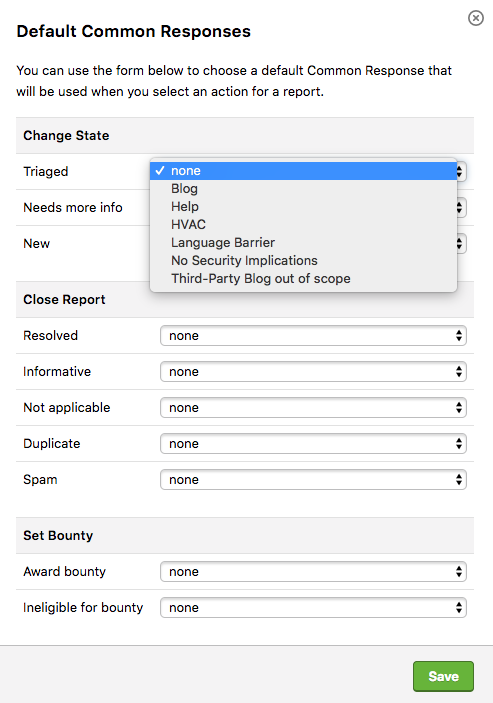 Default Common Responses
You can use the form below to choose a default Common Response that
will be used when you select an action for a report.
Change State
Triaged
none
Blog
Needs more info
Help
HVAC
New
Language Barrier
No Security Implications
Third-Party Blog out of scope
Close Report
Resolved none
Informative none
Not applicable none
Duplicate none
Spam none
Set Bounty
Award bounty none
Ineligible for bounty none
Save